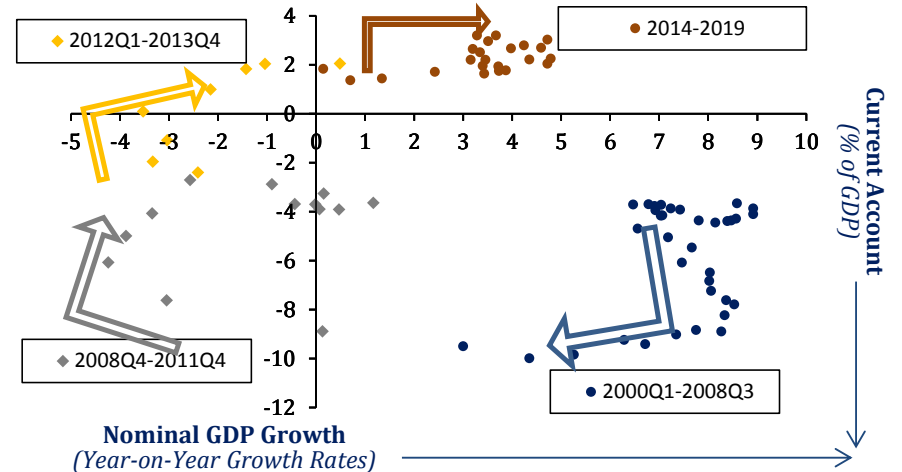 4
2012Q1-2013Q4
2014-2019
2
0
-5 -4 -3 -2 -1 0 1 2 3 4 5 6 7 8 9 10
-2
-4
-6
-8
-10
-12
Current Account
(% of GDP)
2008Q4-2011Q4
2000Q1-2008Q3
Nominal GDP Growth
(Year-on-Year Growth Rates)